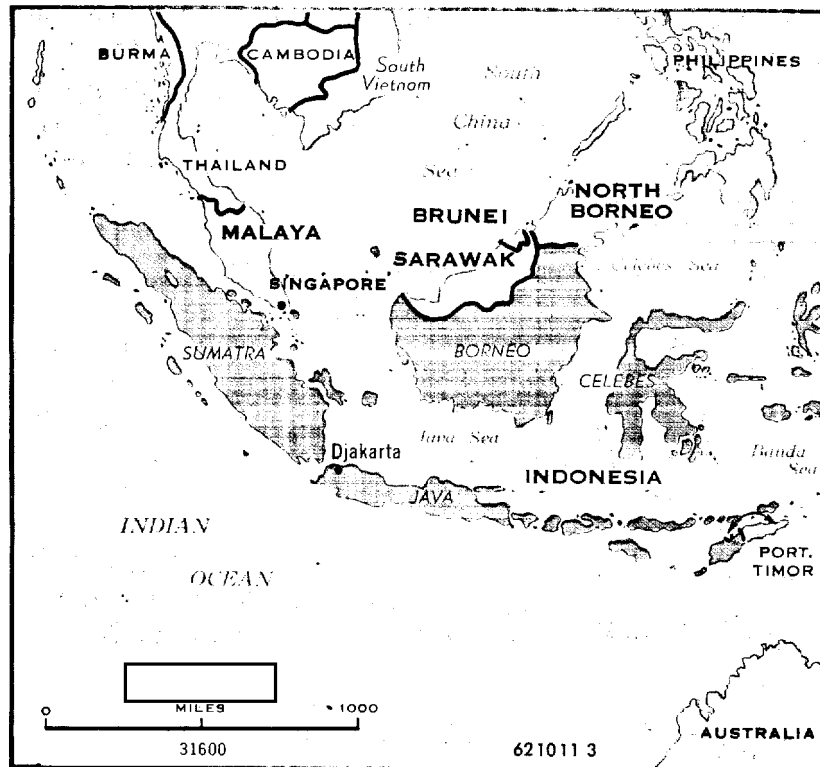 BURMA
CAMBODIA
South
Vietnam
South
China
Sea
PHILIPPINES
THAILAND
NORTH
BORNEO
BRUNEI
MALAYA
SARAWAK
Celebes Sea
SINGAPORE
SUMATRA
BORNEO
CELEBES
Java Sea
Banda
Sea
Djakarta
INDONESIA
JAVA
INDIAN
OCEAN
PORT.
TIMOR
MILES
0 1000
AUSTRALIA
31600
621011 3